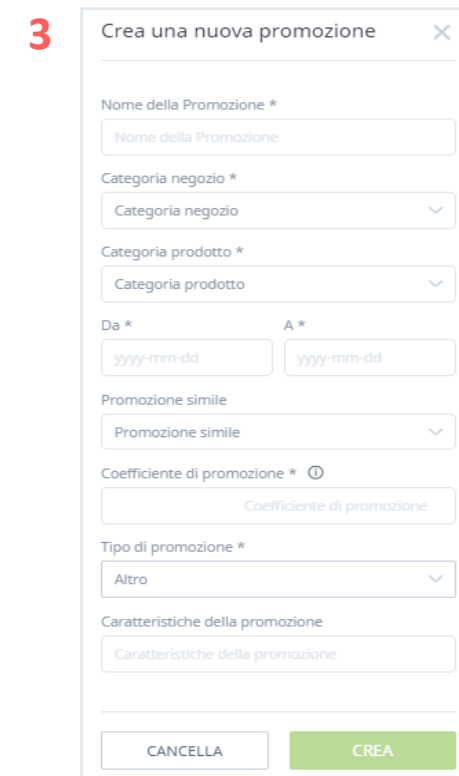 3
Crea una nuova promozione
Nome della Promozione *
Nome della Promozione
Categoria negozio *
Categoria negozio
Categoria prodotto *
Categoria prodotto
Da * A *
yyyy-mm-dd yyyy-mm-dd
Promozione simile
Promozione simile
Coefficiente di promozione *
Coefficiente di promozione
Tipo di promozione *
Altro
Caratteristiche della promozione
Caratteristiche della promozione
CANCELLA CREA